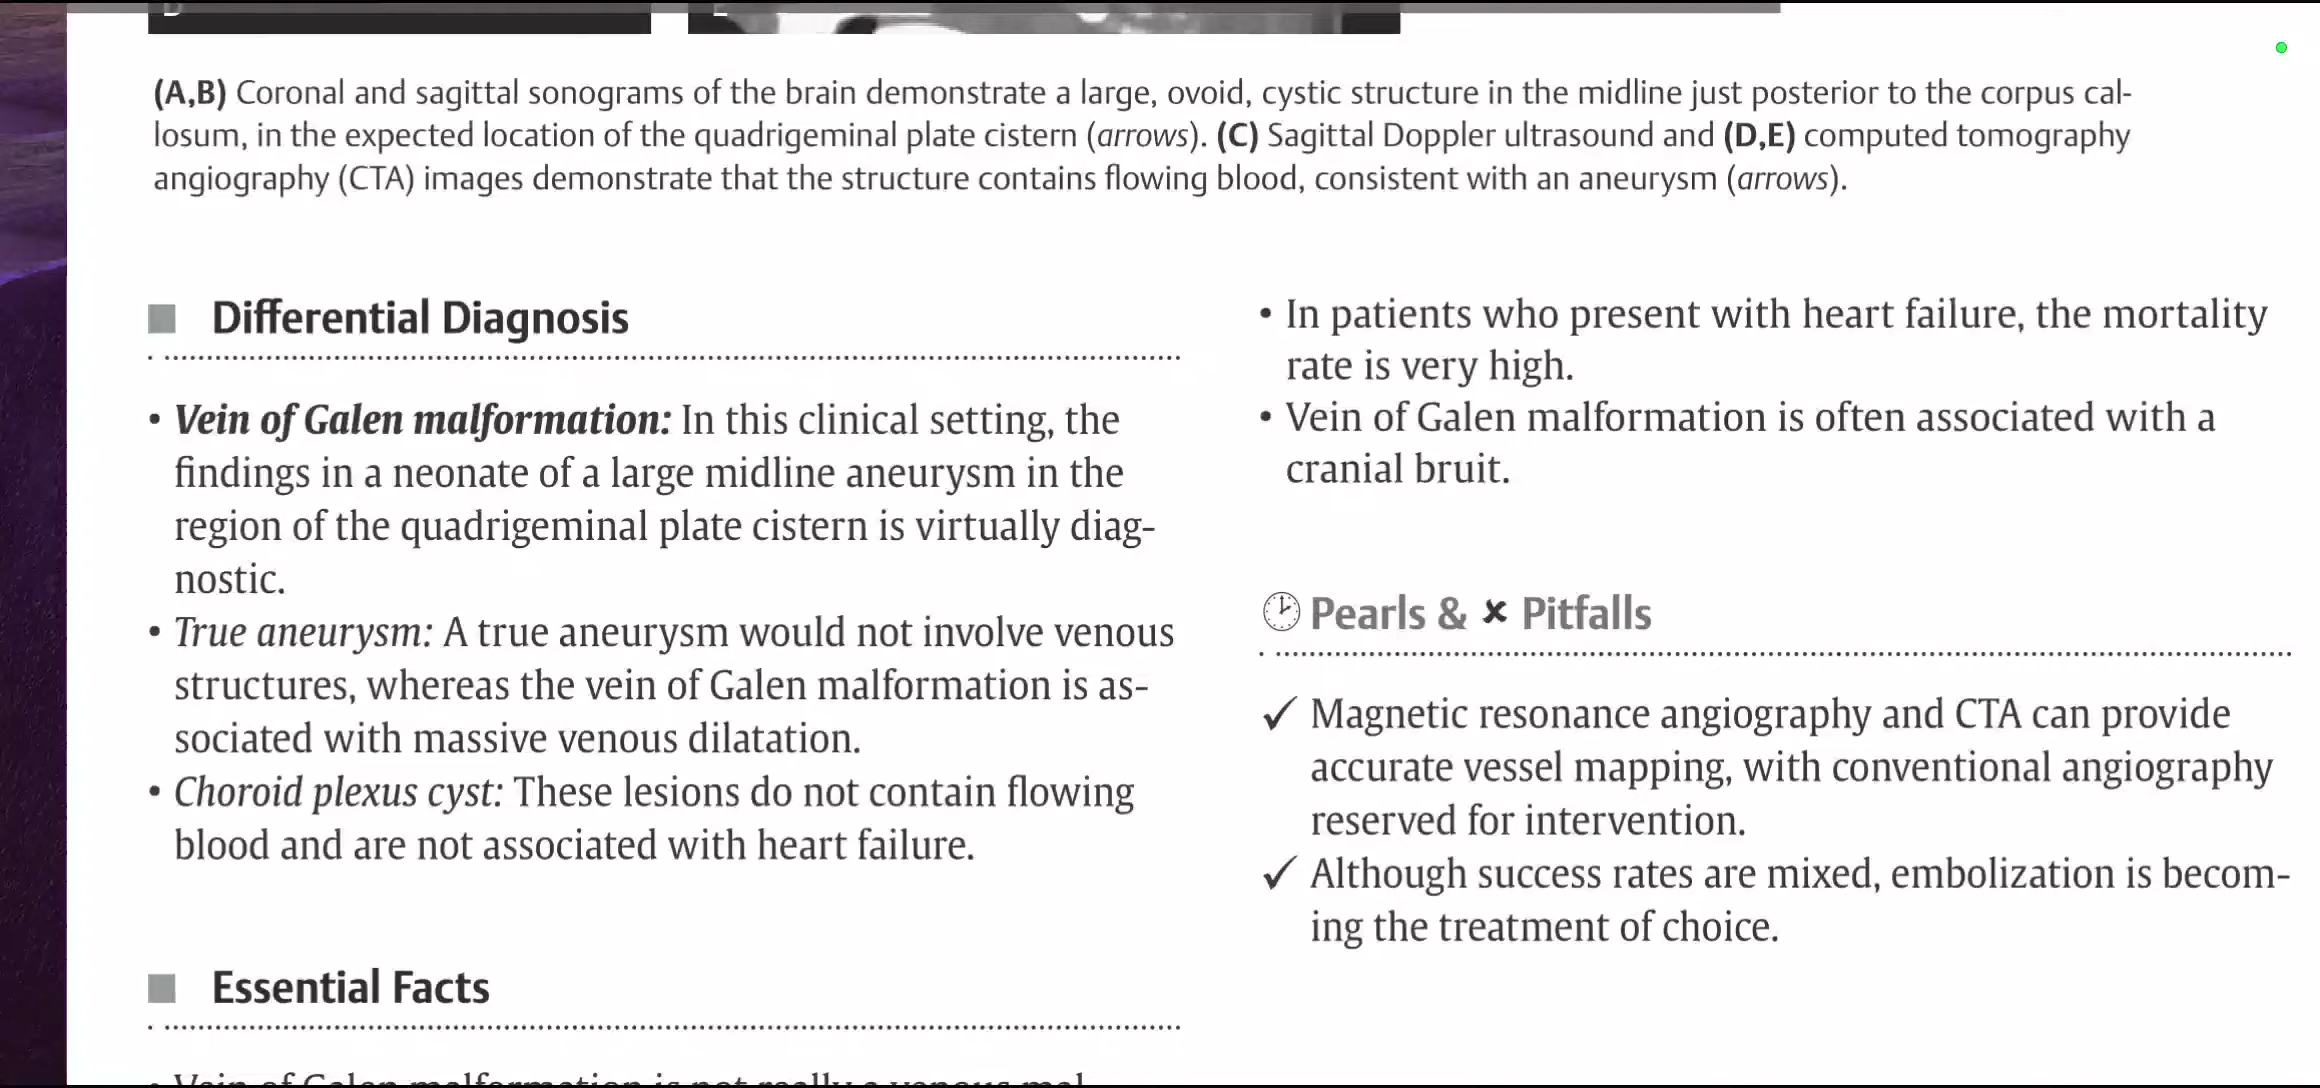 (A,B) Coronal and sagittal sonograms of the brain demonstrate a large, ovoid, cystic structure in the midline just posterior to the corpus cal-
losum, in the expected location of the quadrigeminal plate cistern (arrows). (C) Sagittal Doppler ultrasound and (D,E) computed tomography
angiography (CTA) images demonstrate that the structure contains flowing blood, consistent with an aneurysm (arrows).
■ Differential Diagnosis
• Vein of Galen malformation: In this clinical setting, the
findings in a neonate of a large midline aneurysm in the
region of the quadrigeminal plate cistern is virtually diag-
nostic.
• True aneurysm: A true aneurysm would not involve venous
structures, whereas the vein of Galen malformation is as-
sociated with massive venous dilatation.
• Choroid plexus cyst: These lesions do not contain flowing
blood and are not associated with heart failure.
■ Essential Facts
• Vein of Galen malformation is not really a venous mal-
• In patients who present with heart failure, the mortality
rate is very high.
• Vein of Galen malformation is often associated with a
cranial bruit.
Pearls & ✘ Pitfalls
✓ Magnetic resonance angiography and CTA can provide
accurate vessel mapping, with conventional angiography
reserved for intervention.
✓ Although success rates are mixed, embolization is becom-
ing the treatment of choice.